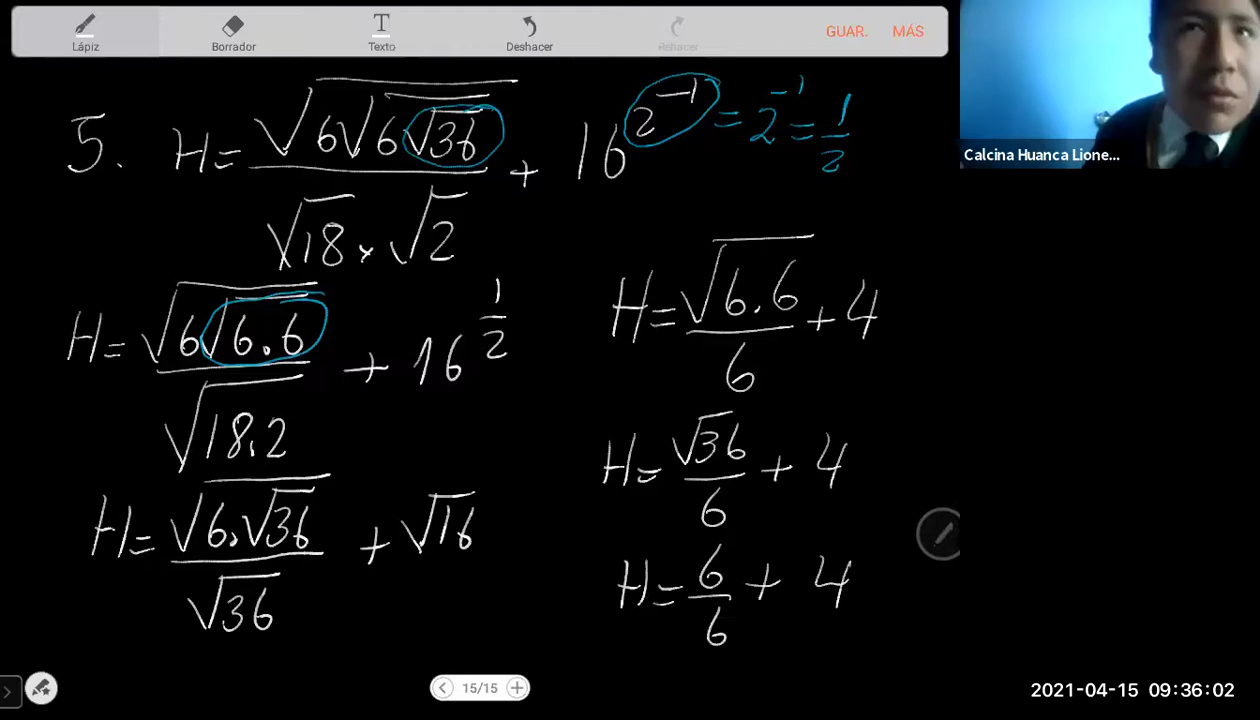 Lápiz
Borrador
Texto
Deshacer
Rehacer
GUAR.
MÁS
Calcina Huanca Lione...
5. H = √(6√(6√36)) / (√18 × √2) + 16^(2^-1) = 2^-1 = 1/2
H = √(6√(6.6)) / √(18.2) + 16^(1/2)
H = √(6.√36) / √36 + √16
H = √(6.6) / 6 + 4
H = √36 / 6 + 4
H = 6/6 + 4
15/15
2021-04-15 09:36:02